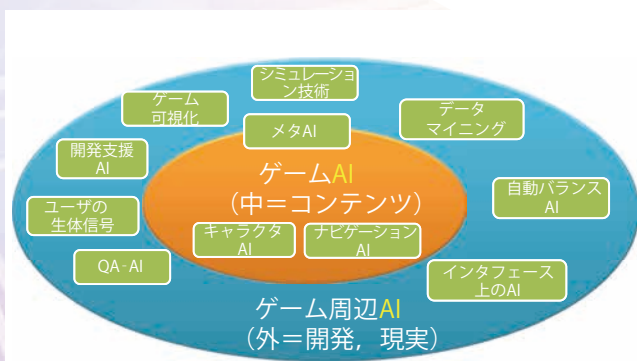 シミュレーショ
ン技術
ゲーム
可視化
データ
マイニング
メタAI
開発支援
AI
ゲームAI
(中=コンテンツ)
自動バランス
AI
ユーザの
生体信号
キャラクタ
AI
ナビゲーション
AI
QA-AI
インタフェース
上のAI
ゲーム周辺AI
(外=開発，現実)